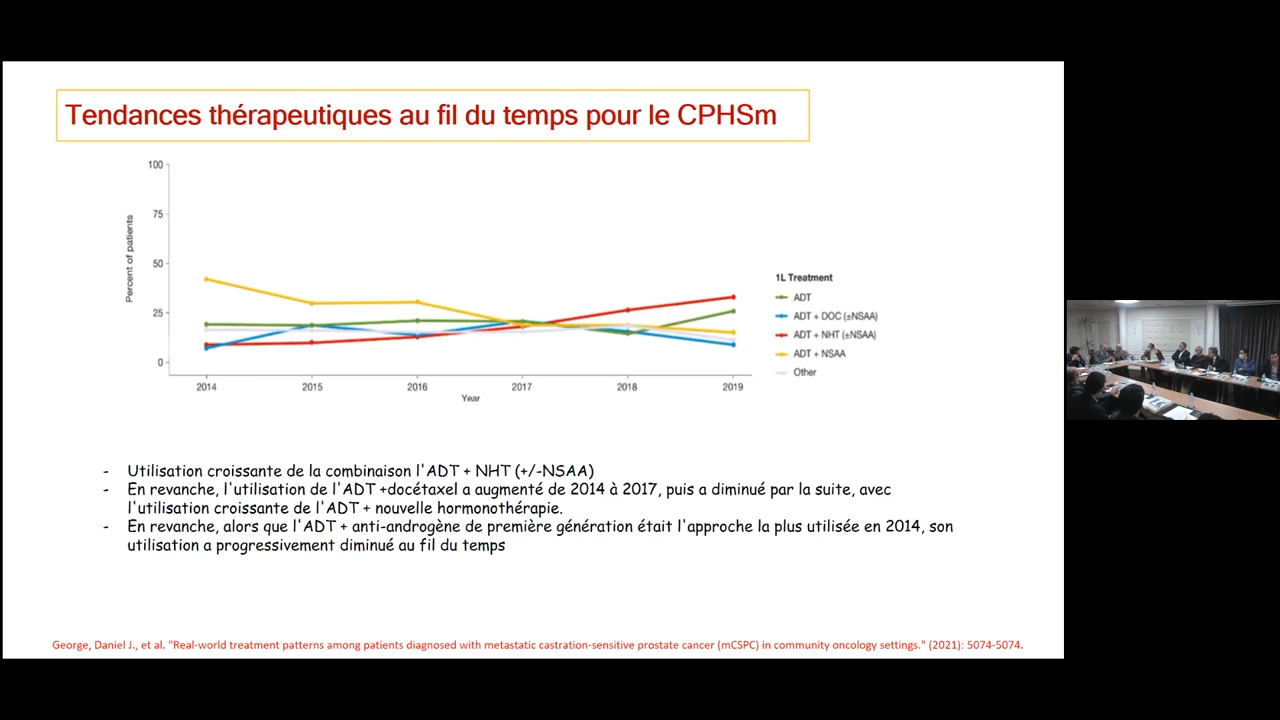 Tendances thérapeutiques au fil du temps pour le CPHSm
100
75
50
25
0
Percent of patients
2014 2015 2016 2017 2018 2019
Year
1L Treatment
ADT
ADT + DOC (±NSAA)
ADT + NHT (±NSAA)
ADT + NSAA
Other
- Utilisation croissante de la combinaison l'ADT + NHT (+/-NSAA)
- En revanche, l'utilisation de l'ADT +docétaxel a augmenté de 2014 à 2017, puis a diminué par la suite, avec
l'utilisation croissante de l'ADT + nouvelle hormonothérapie.
- En revanche, alors que l'ADT + anti-androgène de première génération était l'approche la plus utilisée en 2014, son
utilisation a progressivement diminué au fil du temps
George, Daniel J., et al. "Real-world treatment patterns among patients diagnosed with metastatic castration-sensitive prostate cancer (mCSPC) in community oncology settings." (2021): 5074-5074.